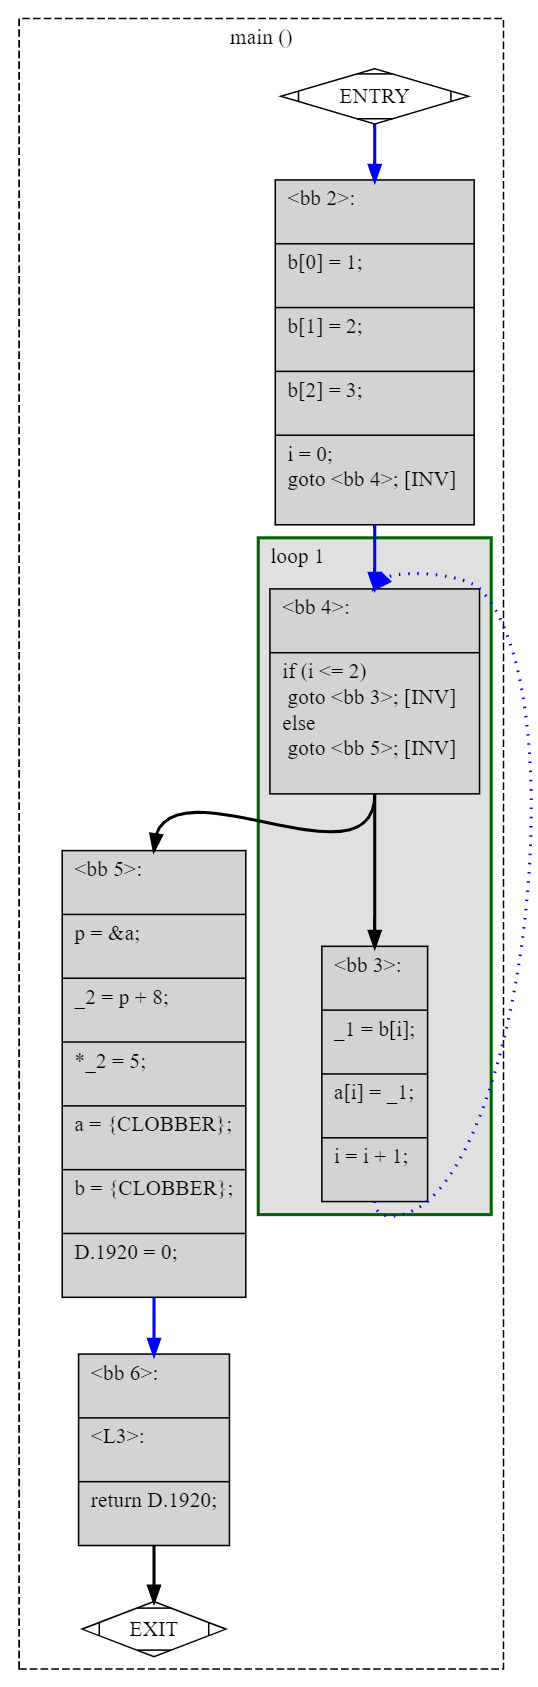 main ()
ENTRY
<bb 2>:
b[0] = 1;
b[1] = 2;
b[2] = 3;
i = 0;
goto <bb 4>; [INV]
loop 1
<bb 4>:
if (i <= 2)
goto <bb 3>; [INV]
else
goto <bb 5>; [INV]
<bb 5>:
p = &a;
_2 = p + 8;
*_2 = 5;
a = {CLOBBER};
b = {CLOBBER};
D.1920 = 0;
<bb 3>:
_1 = b[i];
a[i] = _1;
i = i + 1;
<bb 6>:
<L3>:
return D.1920;
EXIT